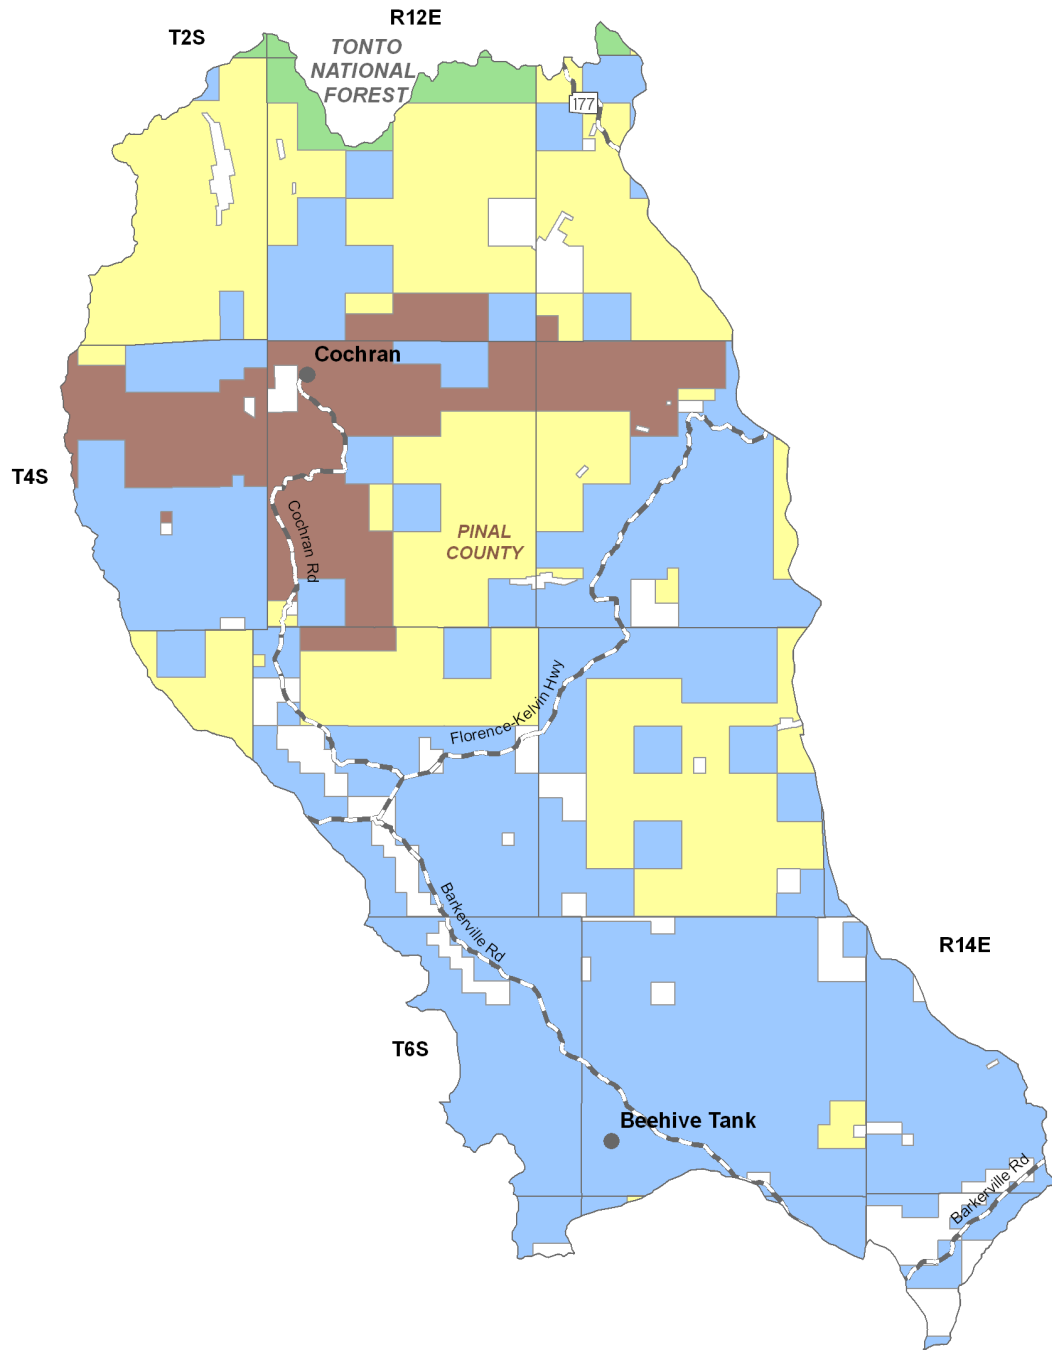 R12E
T2S
TONTO
NATIONAL
FOREST
177
Cochran
T4S
Cochran Rd
PINAL
COUNTY
Florence-Kelvin Hwy
Barkerville Rd
R14E
T6S
Beehive Tank
Barkerville Rd